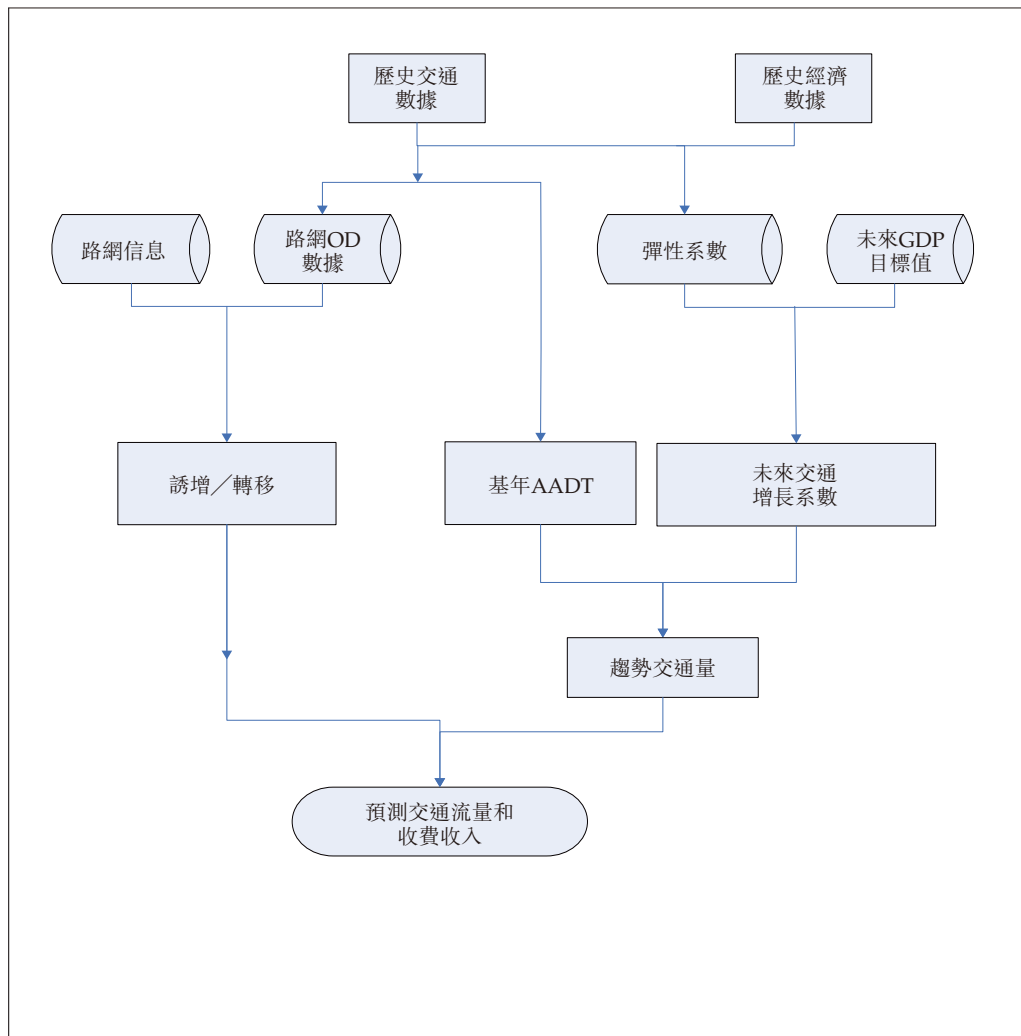 歷史交通
數據
歷史經濟
數據
路網信息
路網OD
數據
彈性系數
未來GDP
目標值
誘增／轉移
基年AADT
未來交通
增長系數
趨勢交通量
預測交通流量和
收費收入